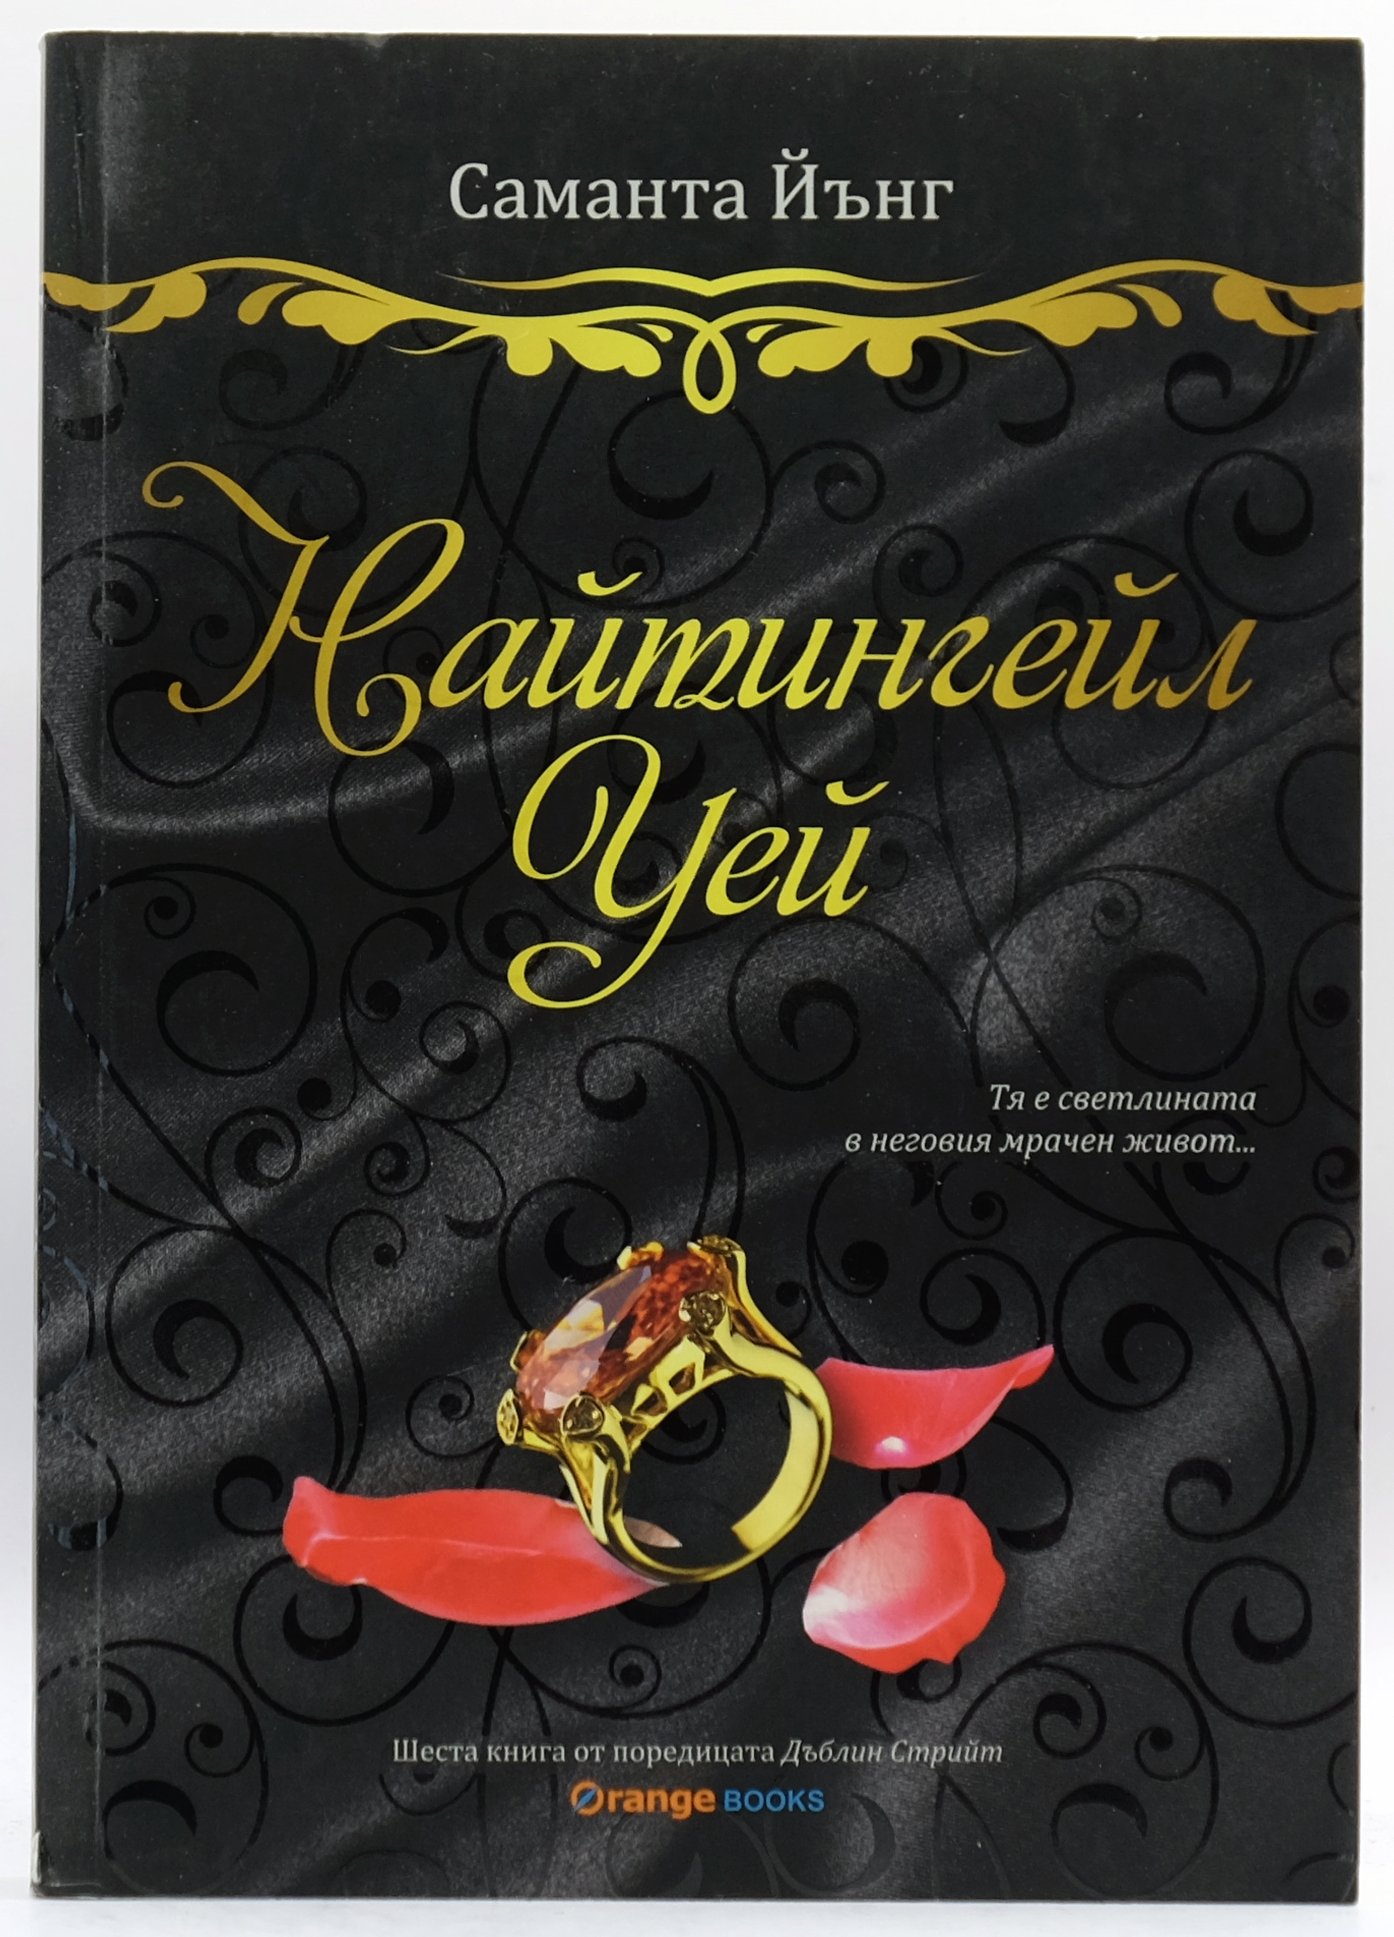 Саманта Йънг
Найтингейл
Уей
Тя е светлината
в неговия мрачен живот...
Шеста книга от поредицата Дъблин Стрийт
Orange BOOKS